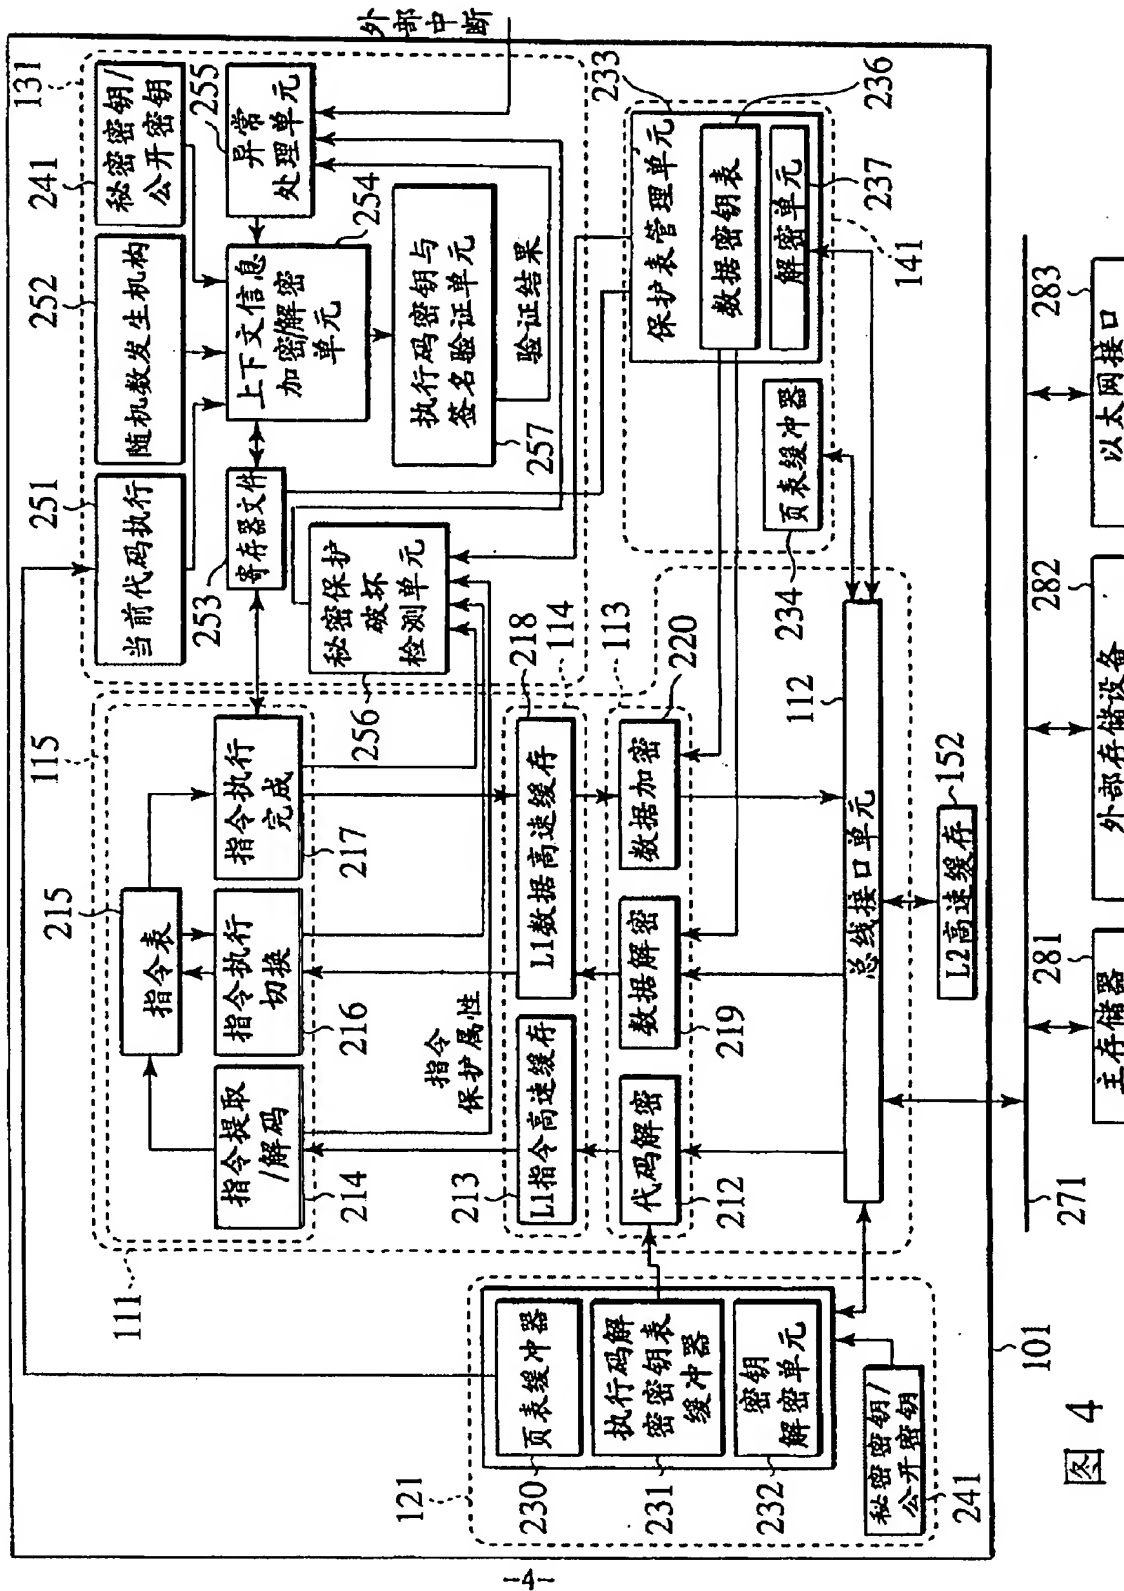 外部中断
131
241
秘密密钥/
公开密钥
252
随机数发生机构
251
当前代码执行
255
异常
处理单元
254
上下文信息
加密/解密
单元
253
寄存器文件
执行码密钥与
签名验证单元
257
验证结果
秘密保护
破坏
检测单元
256
115
215
指令表
指令执行
完成
217
指令执行
切换
216
指令提取
/解码
214
指令
保护属性
111
218
114
L1数据高速缓存
L1指令高速缓存
213
113
220
数据加密
数据解密
219
代码解密
212
233
保护表管理单元
236
数据密钥表
解密单元
237
141
页表缓冲器
234
112
总线接口单元
152
L2高速缓存
121
页表缓冲器
230
执行码解
密密钥表
缓冲器
231
密钥
解密单元
232
秘密密钥/
公开密钥
241
101
271
281
主存储器
282
外部存储设备
283
以太网接口
图 4
-4-